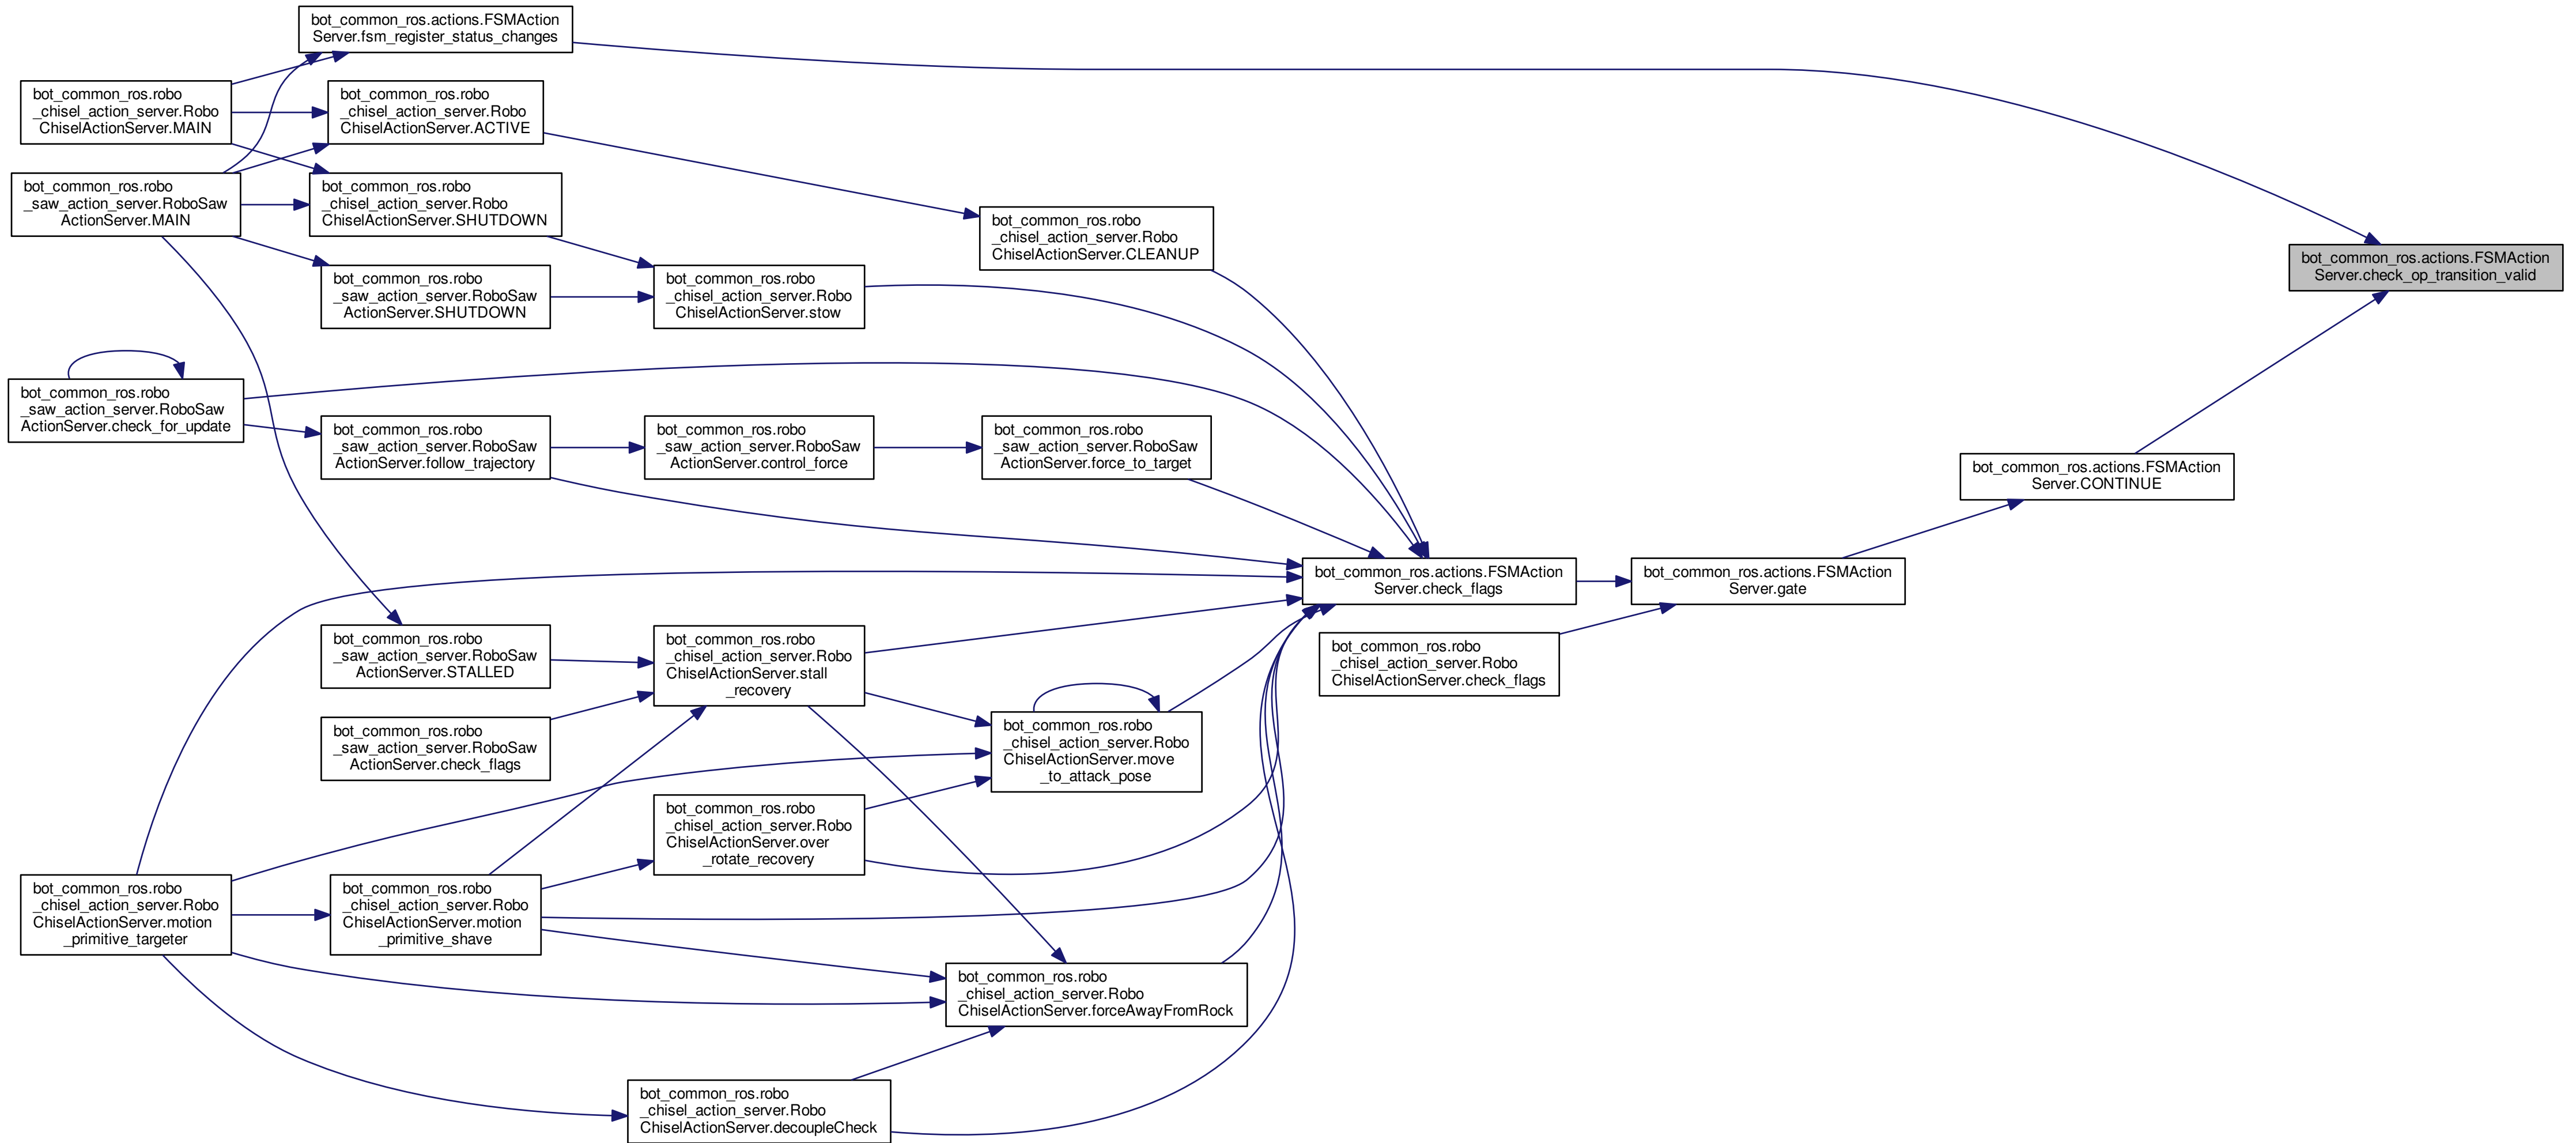 bot_common_ros.actions.FSMAction
Server.fsm_register_status_changes
bot_common_ros.robo
_chisel_action_server.Robo
ChiselActionServer.MAIN
bot_common_ros.robo
_chisel_action_server.Robo
ChiselActionServer.ACTIVE
bot_common_ros.robo
_saw_action_server.RoboSaw
ActionServer.MAIN
bot_common_ros.robo
_chisel_action_server.Robo
ChiselActionServer.SHUTDOWN
bot_common_ros.robo
_chisel_action_server.Robo
ChiselActionServer.CLEANUP
bot_common_ros.actions.FSMAction
Server.check_op_transition_valid
bot_common_ros.robo
_saw_action_server.RoboSaw
ActionServer.SHUTDOWN
bot_common_ros.robo
_chisel_action_server.Robo
ChiselActionServer.stow
bot_common_ros.robo
_saw_action_server.RoboSaw
ActionServer.check_for_update
bot_common_ros.robo
_saw_action_server.RoboSaw
ActionServer.follow_trajectory
bot_common_ros.robo
_saw_action_server.RoboSaw
ActionServer.control_force
bot_common_ros.robo
_saw_action_server.RoboSaw
ActionServer.force_to_target
bot_common_ros.actions.FSMAction
Server.CONTINUE
bot_common_ros.actions.FSMAction
Server.check_flags
bot_common_ros.actions.FSMAction
Server.gate
bot_common_ros.robo
_saw_action_server.RoboSaw
ActionServer.STALLED
bot_common_ros.robo
_chisel_action_server.Robo
ChiselActionServer.stall
_recovery
bot_common_ros.robo
_chisel_action_server.Robo
ChiselActionServer.check_flags
bot_common_ros.robo
_saw_action_server.RoboSaw
ActionServer.check_flags
bot_common_ros.robo
_chisel_action_server.Robo
ChiselActionServer.move
_to_attack_pose
bot_common_ros.robo
_chisel_action_server.Robo
ChiselActionServer.over
_rotate_recovery
bot_common_ros.robo
_chisel_action_server.Robo
ChiselActionServer.motion
_primitive_targeter
bot_common_ros.robo
_chisel_action_server.Robo
ChiselActionServer.motion
_primitive_shave
bot_common_ros.robo
_chisel_action_server.Robo
ChiselActionServer.forceAwayFromRock
bot_common_ros.robo
_chisel_action_server.Robo
ChiselActionServer.decoupleCheck